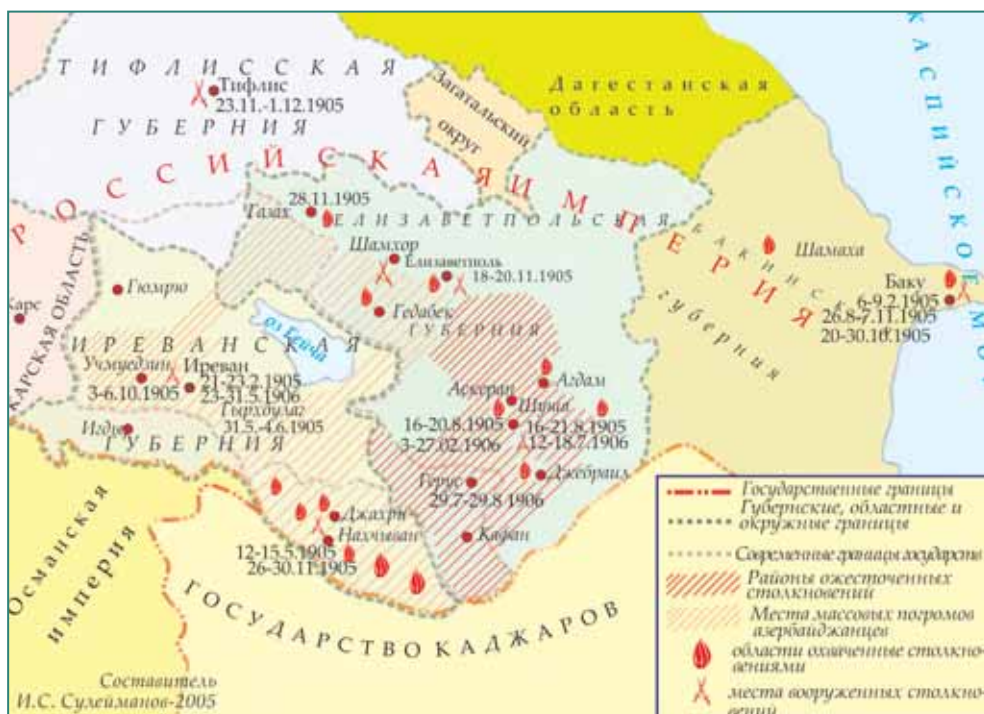 ТИФЛИССКАЯ
Тифлис
23.11.-1.12.1905
ГУБЕРНИЯ
Загатальский
округ
Дагестанская
область
КАСПИЙСКОЕ МО
РОССИЙСКАЯ ИМПЕРИЯ
28.11.1905
Газах
ЕЛИЗАВЕТПОЛЬСКАЯ
Шамхор
Елизаветполь
18-20.11.1905
Гедабек
ГУБЕРНИЯ
БАКИНСК
губерния
Шамаха
Баку
6-9.2.1905
26.8-7.11.1905
20-30.10.1905
КАРССКАЯ ОБЛАСТЬ
Карс
Гюмрю
оз Гейча
ИРЕВАНСКАЯ
Учмуедзин
Иреван
3-6.10.1905
21-23.2.1905
23-31.5.1906
Гырхбулаг
31.5.-4.6.1905
Игдыр
ГУБЕРНИЯ
Агдам
Аскеран
Шуша
16-20.8.1905
16-21.8.1905
3-27.02.1906
12-18.7.1906
Герус
Джебраил
29.7-29.8 1906
Кафан
Джахри
Нахчыван
12-15.5.1905
26-30.11.1905
Османская
империя
ГОСУДАРСТВО КАДЖАРОВ
Составитель
И.С. Сулейманов-2005
Государственные границы
Губернские, областные и
окружные границы
Современные границы государств
Районы ожесточенных
столкновений
Места массовых погромов
азербайджанцев
области охваченные столкно-
вениями
места вооруженных столкно-
вений